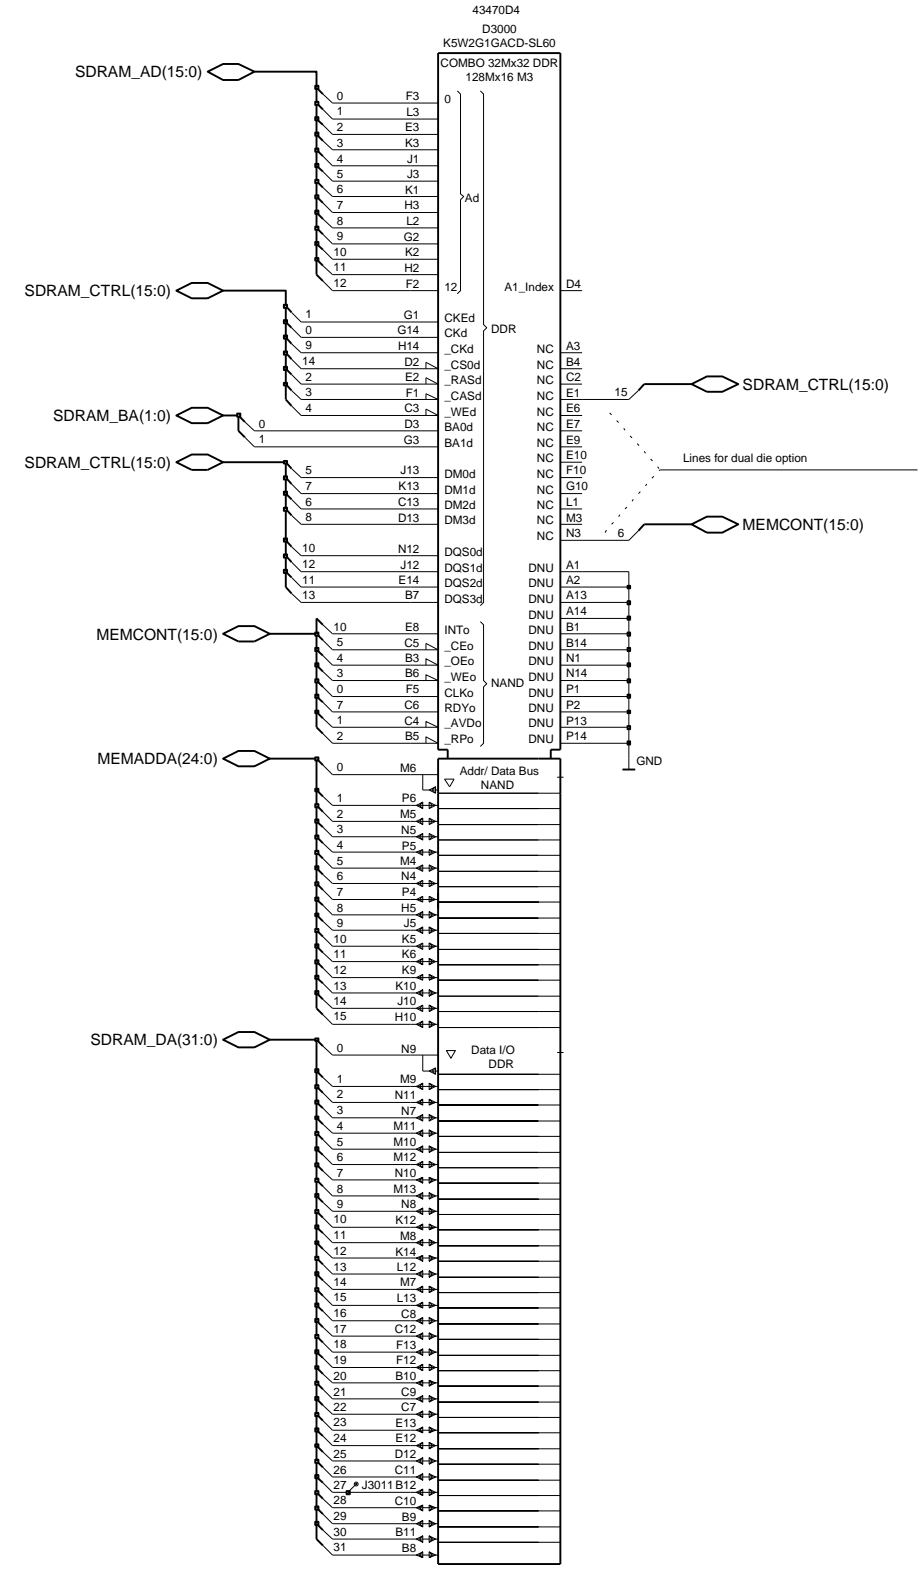 43470D4
D3000
K5W2G1GACD-SL60
COMBO 32Mx32 DDR
128Mx16 M3
SDRAM_AD(15:0)
0 F3 0
1 L3
2 E3
3 K3
4 J1
5 J3
6 K1 Ad
7 H3
8 L2
9 G2
10 K2
11 H2
12 F2 12 A1_Index D4
SDRAM_CTRL(15:0)
1 G1 CKEd
0 G14 CKd DDR
9 H14 _CKd NC A3
14 D2 _CS0d NC B4
2 E2 _RASd NC C2
3 F1 _CASd NC E1 15 SDRAM_CTRL(15:0)
4 C3 _WEd NC E6
SDRAM_BA(1:0)
0 D3 BA0d NC E7
1 G3 BA1d NC E9
NC E10 Lines for dual die option
SDRAM_CTRL(15:0)
5 J13 DM0d NC F10
7 K13 DM1d NC G10
6 C13 DM2d NC L1
8 D13 DM3d NC M3
NC N3 6 MEMCONT(15:0)
10 N12 DQS0d
12 J12 DQS1d DNU A1
11 E14 DQS2d DNU A2
13 B7 DQS3d DNU A13
DNU A14
MEMCONT(15:0)
10 E8 INTo DNU B1
5 C5 _CEo DNU B14
4 B3 _OEo DNU N1
3 B6 _WEo NAND DNU N14
0 F5 CLKo DNU P1
7 C6 RDYo DNU P2
1 C4 _AVDo DNU P13
2 B5 _RPo DNU P14
GND
MEMADDA(24:0)
0 M6 Addr/ Data Bus
NAND
1 P6
2 M5
3 N5
4 P5
5 M4
6 N4
7 P4
8 H5
9 J5
10 K5
11 K6
12 K9
13 K10
14 J10
15 H10
SDRAM_DA(31:0)
0 N9 Data I/O
DDR
1 M9
2 N11
3 N7
4 M11
5 M10
6 M12
7 N10
8 M13
9 N8
10 K12
11 M8
12 K14
13 L12
14 M7
15 L13
16 C8
17 C12
18 F13
19 F12
20 B10
21 C9
22 C7
23 E13
24 E12
25 D12
26 C11
27 J3011 B12
28 C10
29 B9
30 B11
31 B8